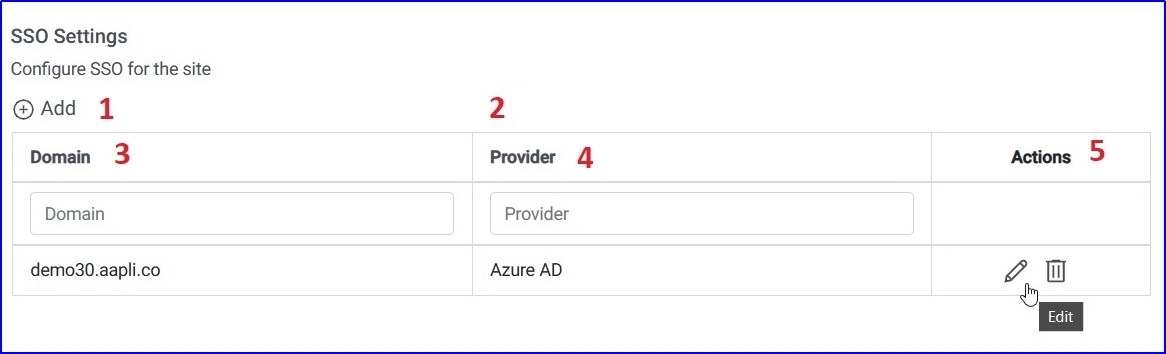 SSO Settings
Configure SSO for the site
Add 1 2
Domain 3 Provider 4 Actions 5
Domain Provider
demo30.aapli.co Azure AD
Edit